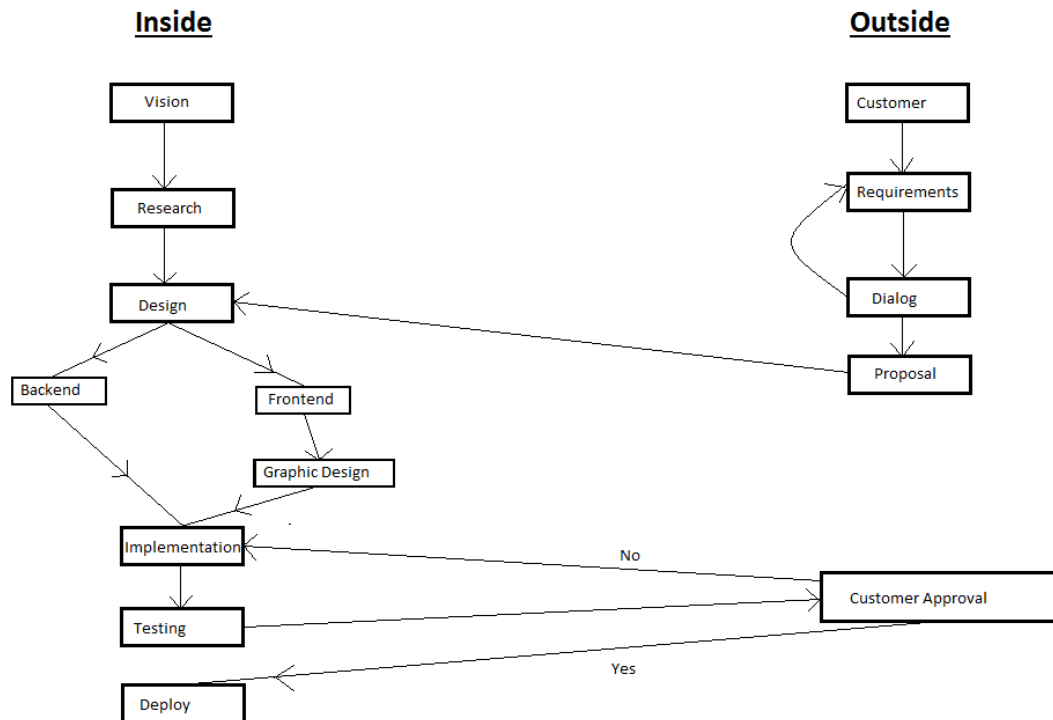 Inside
Outside
Vision
Customer
Research
Requirements
Design
Dialog
Backend
Frontend
Proposal
Graphic Design
Implementation
No
Customer Approval
Testing
Yes
Deploy